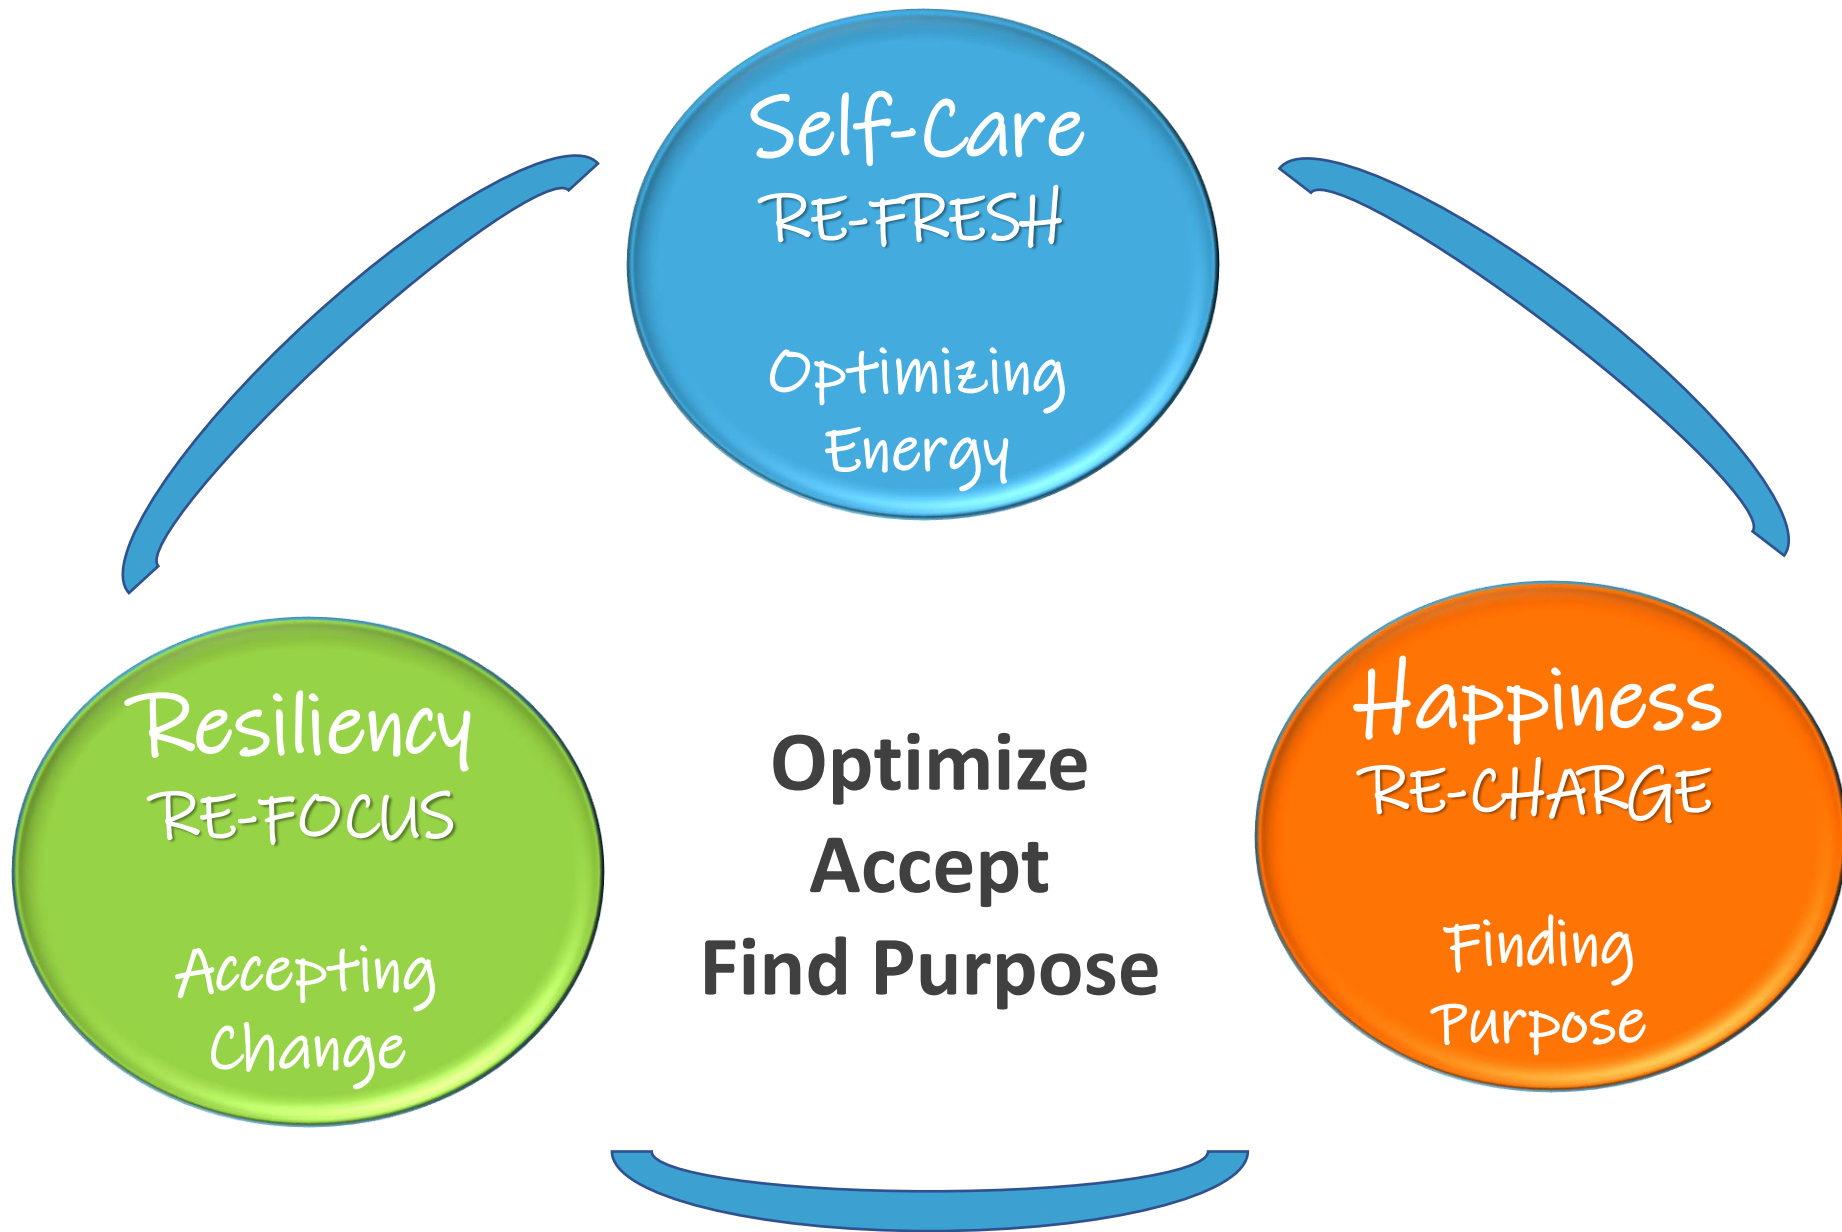 Self-Care
RE-FRESH
Optimizing
Energy
Resiliency
RE-FOCUS
Accepting
Change
Optimize
Accept
Find Purpose
Happiness
RE-CHARGE
Finding
Purpose